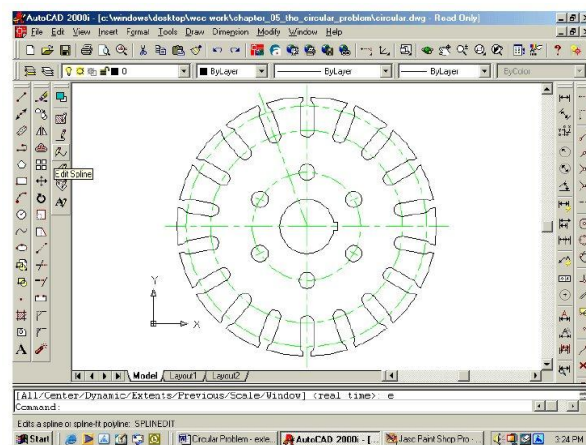 AutoCAD 2000i - [c:\windows\desktop\wcc work\chapter_05_the_circular_problem\circular.dwg - Read Only]
File Edit View Insert Format Tools Draw Dimension Modify Window Help
0 ByLayer ByLayer ByLayer ByColor
Edit Spline
Y
X
A
Model Layout1 Layout2
[All/Center/Dynamic/Extents/Previous/Scale/Window] <real time>: e
Command:
Edits a spline or spline-fit polyline: SPLINEDIT
Start Circular Problem - exte... AutoCAD 2000i - [... Jasc Paint Shop Pro - ... 3:24 PM